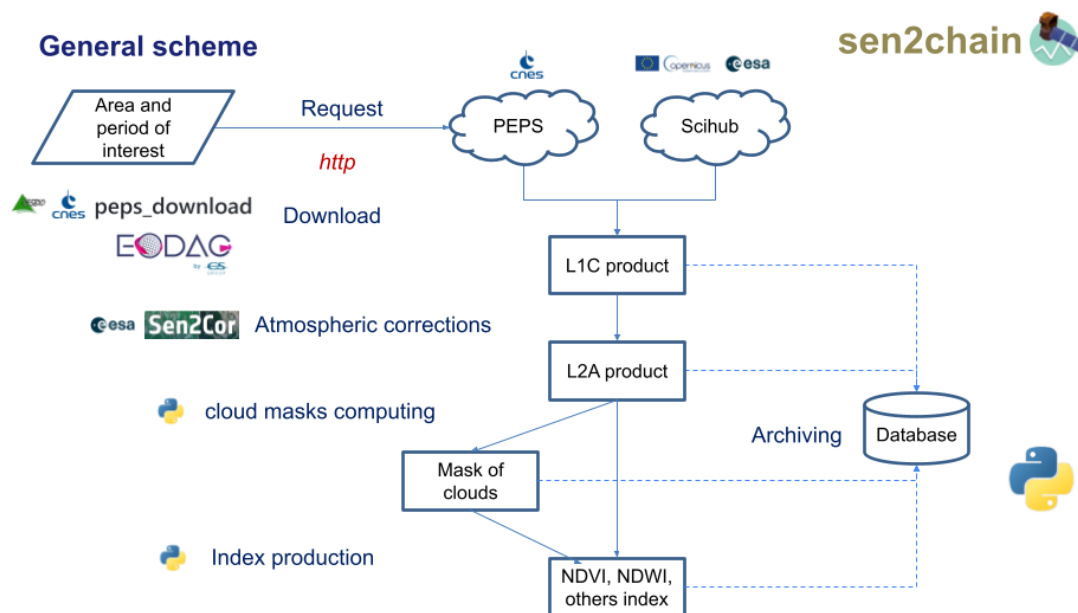 General scheme
sen2chain
cnes
opernicus
esa
Area and
period of
interest
Request
http
PEPS
Scihub
cnes
peps_download
Download
EODAG
by
L1C product
esa
Sen2Cor
Atmospheric corrections
L2A product
cloud masks computing
Archiving
Database
Mask of
clouds
Index production
NDVI, NDWI,
others index